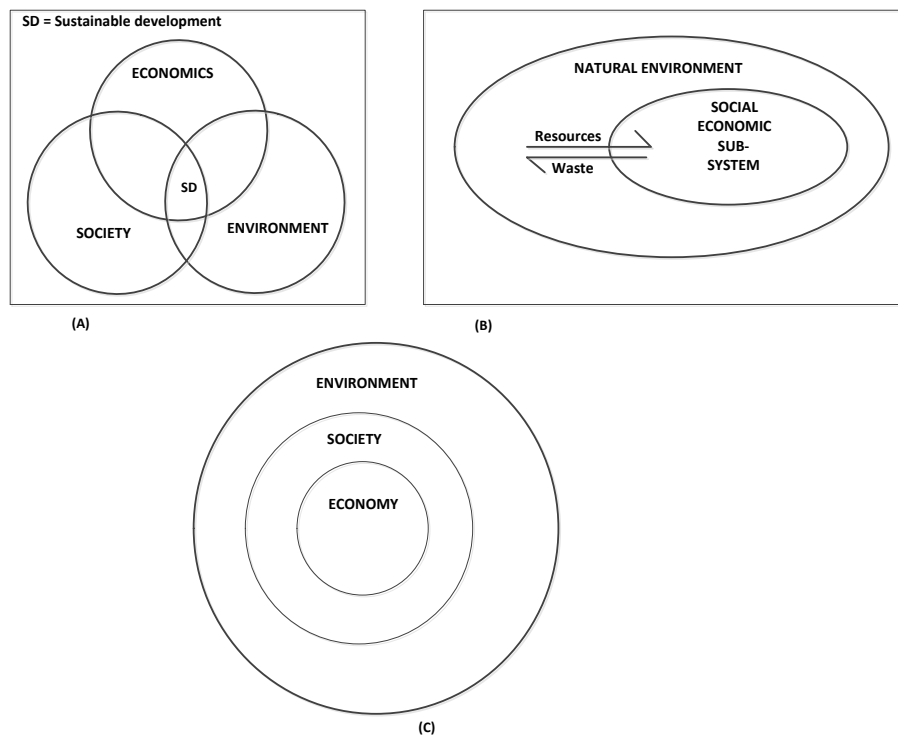 SD = Sustainable development
ECONOMICS
SD
SOCIETY
ENVIRONMENT
(A)
NATURAL ENVIRONMENT
SOCIAL
ECONOMIC
SUB-
SYSTEM
Resources
Waste
(B)
ENVIRONMENT
SOCIETY
ECONOMY
(C)